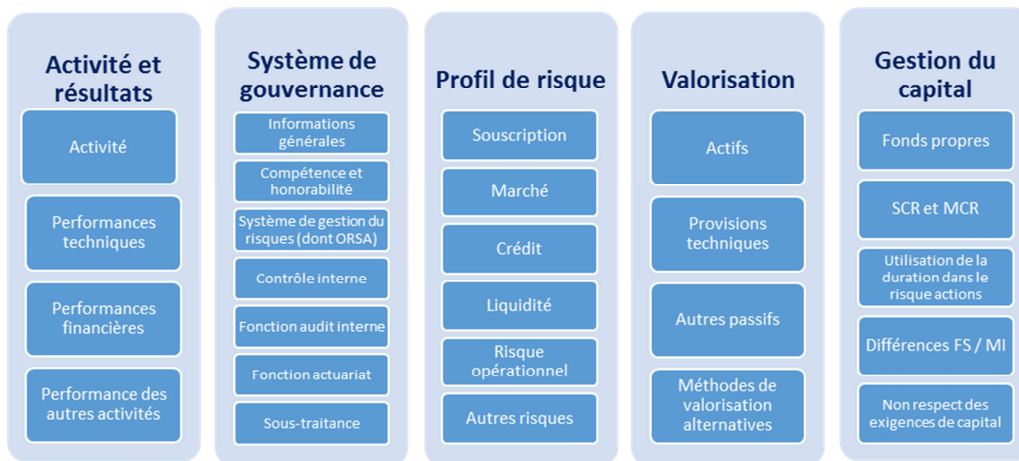 Activité et
résultats
Activité
Performances
techniques
Performances
financières
Performance des
autres activités
Système de
gouvernance
Informations
générales
Compétence et
honorabilité
Système de gestion du
risques (dont ORSA)
Contrôle interne
Fonction audit interne
Fonction actuariat
Sous-traitance
Profil de risque
Souscription
Marché
Crédit
Liquidité
Risque
opérationnel
Autres risques
Valorisation
Actifs
Provisions
techniques
Autres passifs
Méthodes de
valorisation
alternatives
Gestion du
capital
Fonds propres
SCR et MCR
Utilisation de la
duration dans le
risque actions
Différences FS / MI
Non respect des
exigences de capital